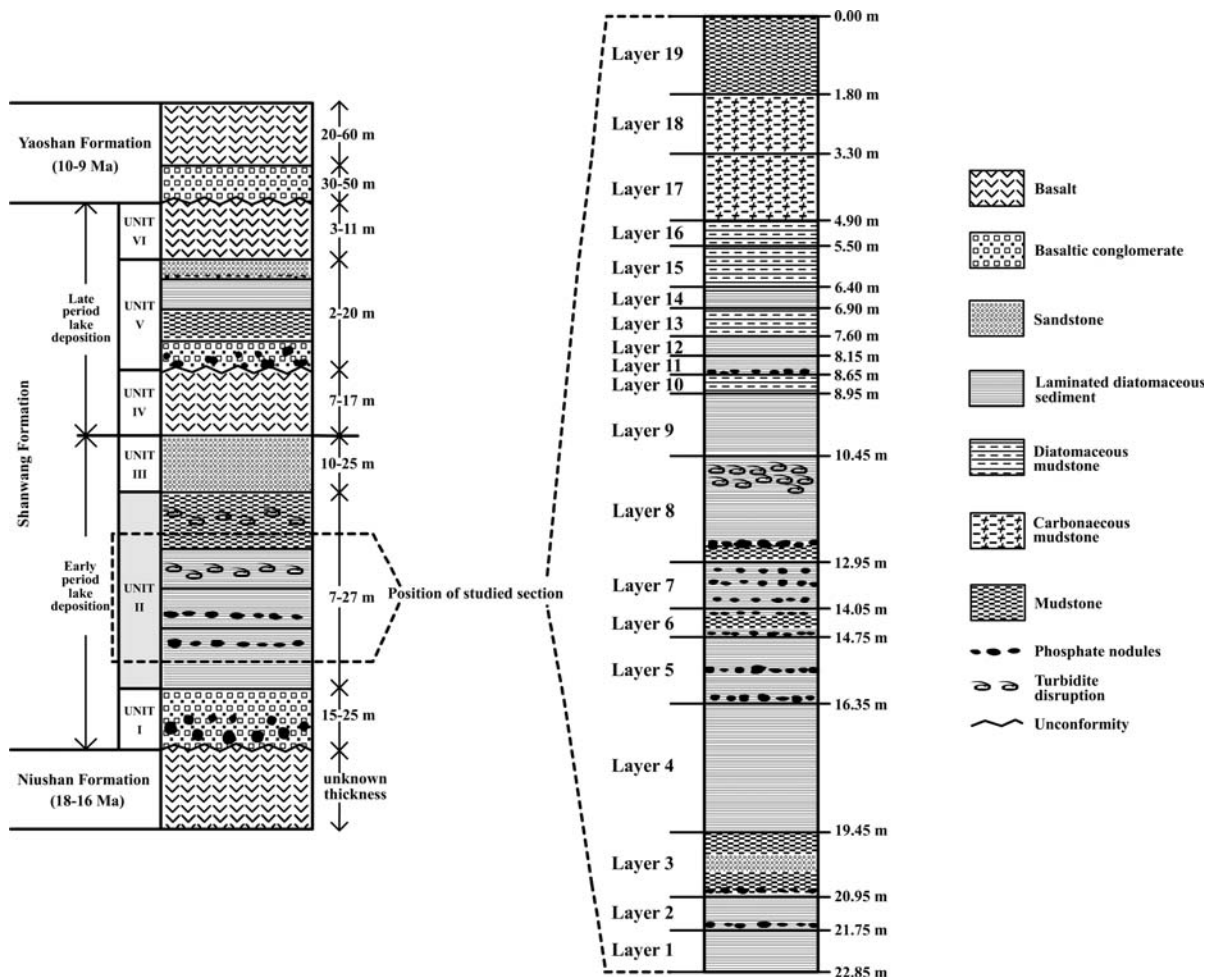 Yaoshan Formation
(10-9 Ma)
20-60 m
30-50 m
Shanwang Formation
Late
period
lake
deposition
Early
period
lake
deposition
UNIT
VI
3-11 m
UNIT
V
2-20 m
UNIT
IV
7-17 m
UNIT
III
10-25 m
UNIT
II
7-27 m
UNIT
I
15-25 m
Niushan Formation
(18-16 Ma)
unknown
thickness
Position of studied section
0.00 m
Layer 19
1.80 m
Layer 18
3.30 m
Layer 17
4.90 m
Layer 16
5.50 m
Layer 15
6.40 m
Layer 14
6.90 m
Layer 13
7.60 m
Layer 12
8.15 m
Layer 11
8.65 m
Layer 10
8.95 m
Layer 9
10.45 m
Layer 8
12.95 m
Layer 7
14.05 m
Layer 6
14.75 m
Layer 5
16.35 m
Layer 4
19.45 m
Layer 3
20.95 m
Layer 2
21.75 m
Layer 1
22.85 m
Basalt
Basaltic conglomerate
Sandstone
Laminated diatomaceous
sediment
Diatomaceous
mudstone
Carbonaecous
mudstone
Mudstone
Phosphate nodules
Turbidite
disruption
Unconformity